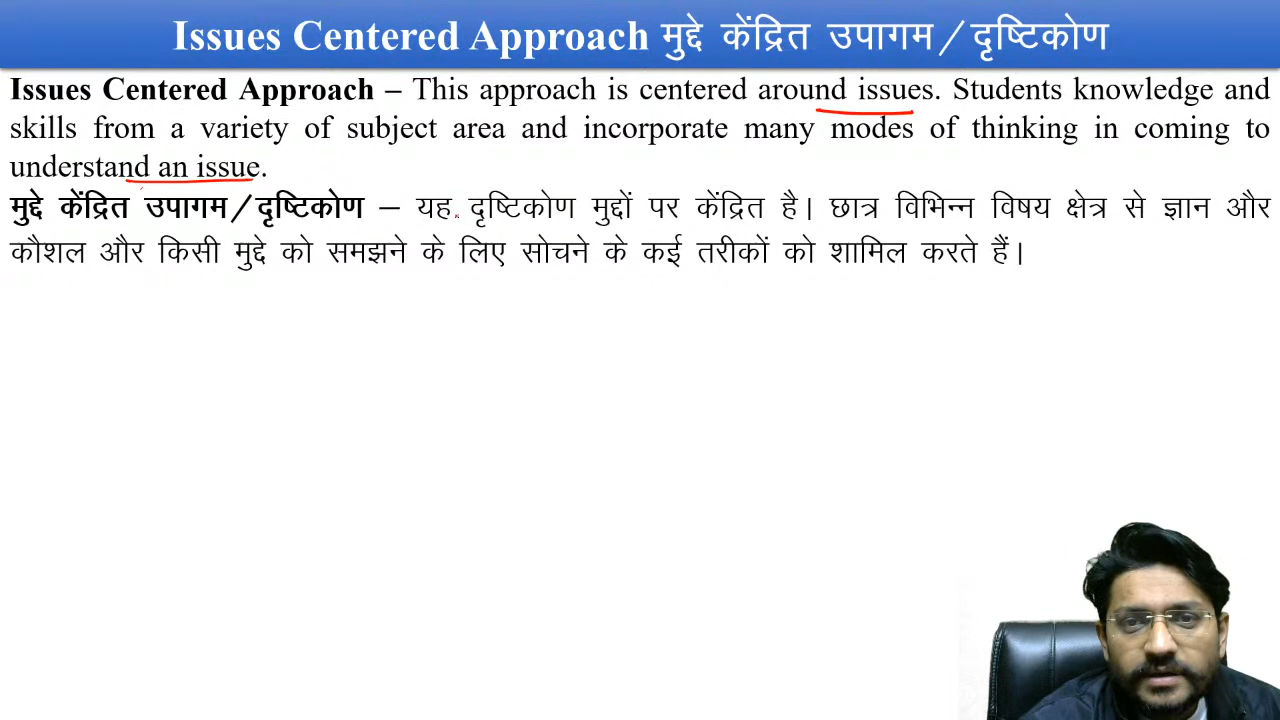 Issues Centered Approach मुद्दे केंद्रित उपागम/दृष्टिकोण
Issues Centered Approach – This approach is centered around issues. Students knowledge and
skills from a variety of subject area and incorporate many modes of thinking in coming to
understand an issue.
मुद्दे केंद्रित उपागम/दृष्टिकोण – यह दृष्टिकोण मुद्दों पर केंद्रित है। छात्र विभिन्न विषय क्षेत्र से ज्ञान और
कौशल और किसी मुद्दे को समझने के लिए सोचने के कई तरीकों को शामिल करते हैं।